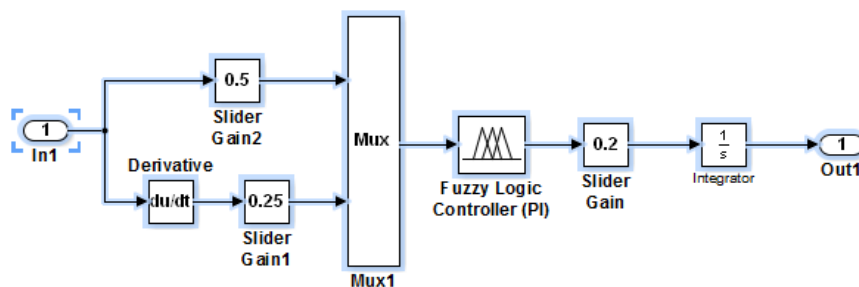 1
In1
0.5
Slider
Gain2
Derivative
du/dt
0.25
Slider
Gain1
Mux
Mux1
Fuzzy Logic
Controller (PI)
0.2
Slider
Gain
1
s
Integrator
1
Out1